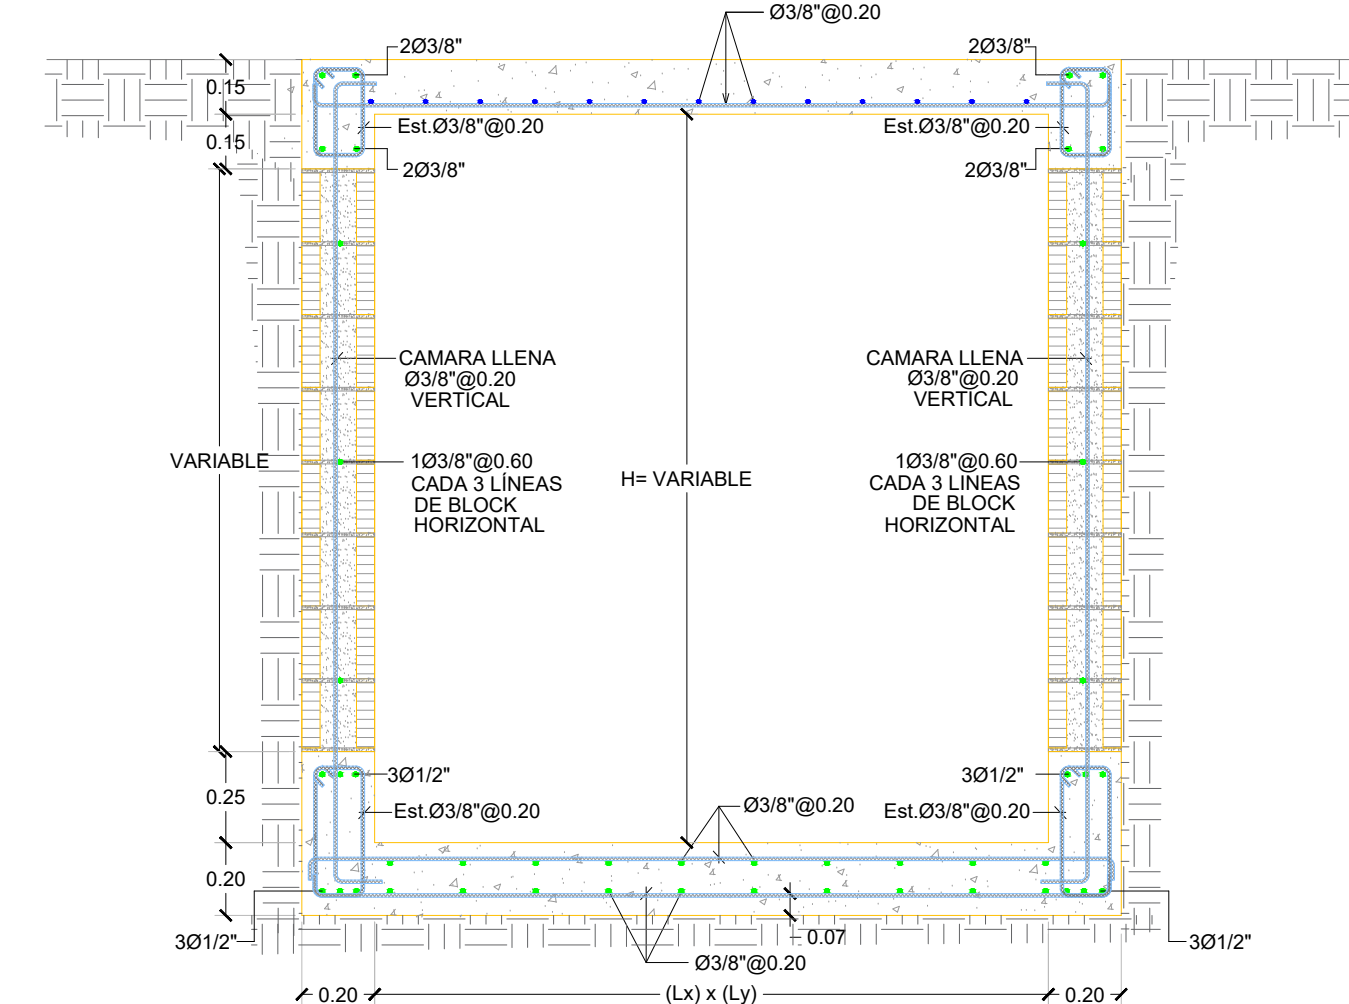 Ø3/8"@0.20
2Ø3/8"
2Ø3/8"
0.15
Est.Ø3/8"@0.20
Est.Ø3/8"@0.20
0.15
2Ø3/8"
2Ø3/8"
CAMARA LLENA
Ø3/8"@0.20
VERTICAL
CAMARA LLENA
Ø3/8"@0.20
VERTICAL
VARIABLE
1Ø3/8"@0.60
CADA 3 LÍNEAS
DE BLOCK
HORIZONTAL
H= VARIABLE
1Ø3/8"@0.60
CADA 3 LINEAS
DE BLOCK
HORIZONTAL
3Ø1/2"
3Ø1/2"
0.25
Est.Ø3/8"@0.20
Ø3/8"@0.20
Est.Ø3/8"@0.20
0.20
3Ø1/2"
0.07
3Ø1/2"
Ø3/8"@0.20
0.20
(Lx) x (Ly)
0.20